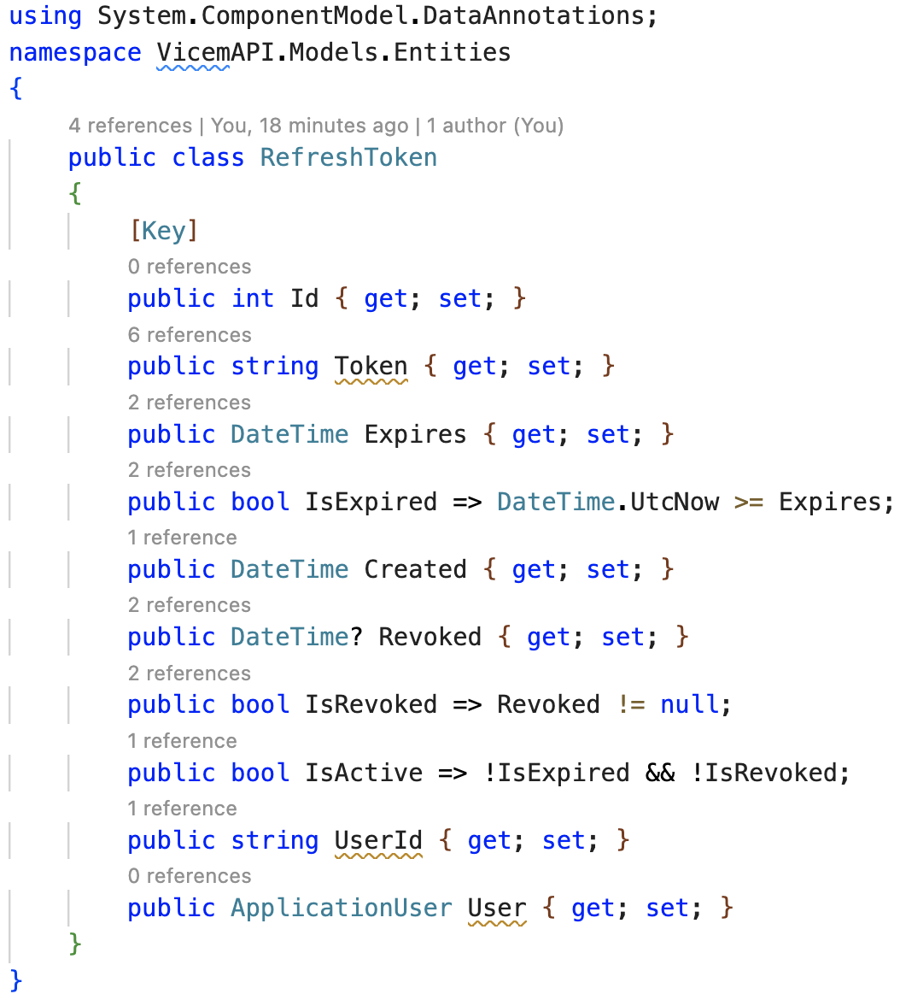 using System.ComponentModel.DataAnnotations;
namespace VicemAPI.Models.Entities
{
4 references | You, 18 minutes ago | 1 author (You)
public class RefreshToken
{
[Key]
0 references
public int Id { get; set; }
6 references
public string Token { get; set; }
2 references
public DateTime Expires { get; set; }
2 references
public bool IsExpired => DateTime.UtcNow >= Expires;
1 reference
public DateTime Created { get; set; }
2 references
public DateTime? Revoked { get; set; }
2 references
public bool IsRevoked => Revoked != null;
1 reference
public bool IsActive => !IsExpired && !IsRevoked;
1 reference
public string UserId { get; set; }
0 references
public ApplicationUser User { get; set; }
}
}